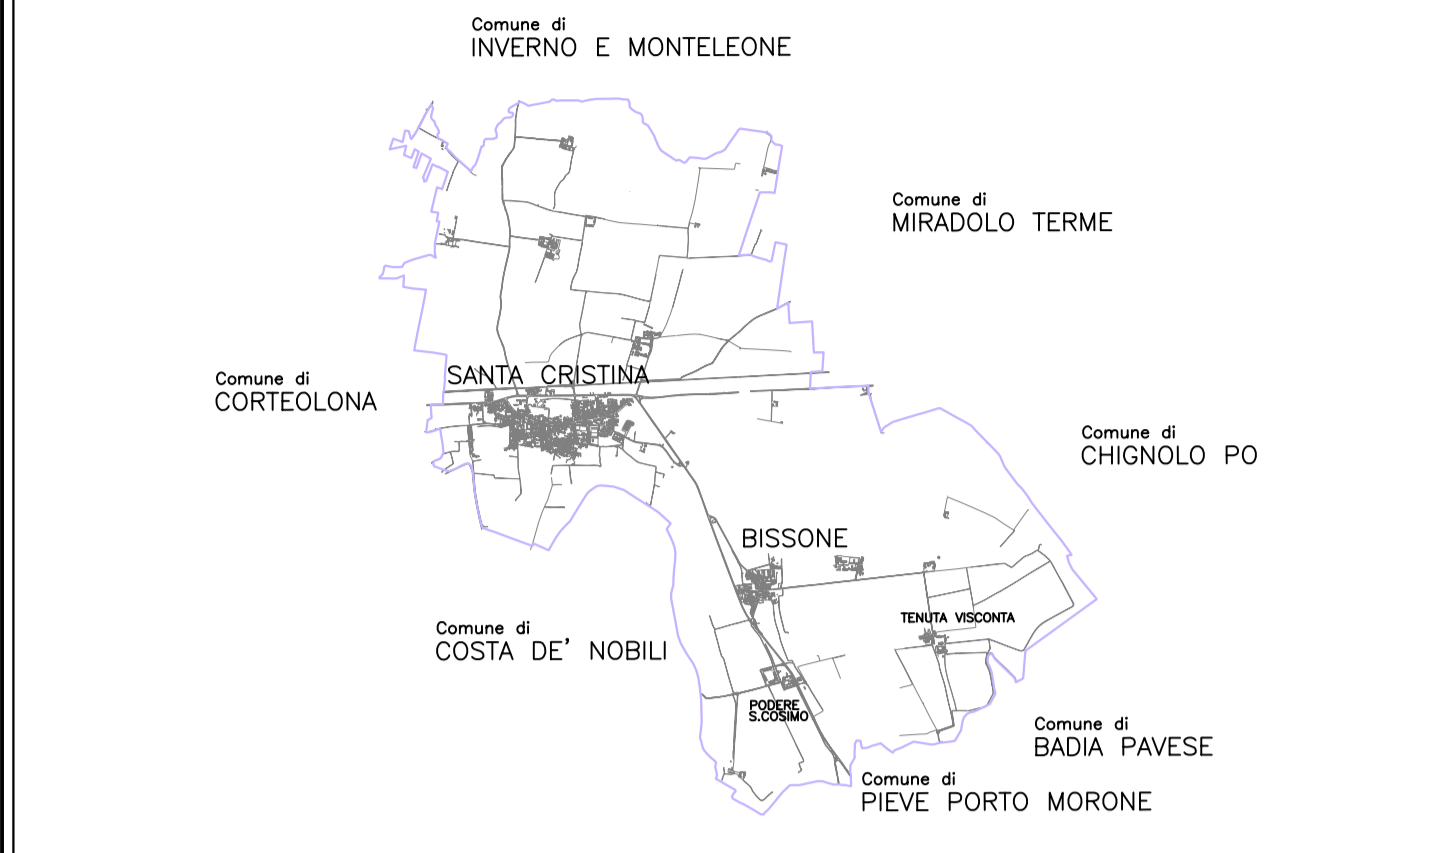 Comune di
INVERNO E MONTELEONE
Comune di
MIRADOLO TERME
SANTA CRISTINA
Comune di
CORTEOLONA
Comune di
CHIGNOLO PO
BISSONE
TENUTA VISCONTA
Comune di
COSTA DE' NOBILI
PODERE
S.COSIMO
Comune di
BADIA PAVESE
Comune di
PIEVE PORTO MORONE